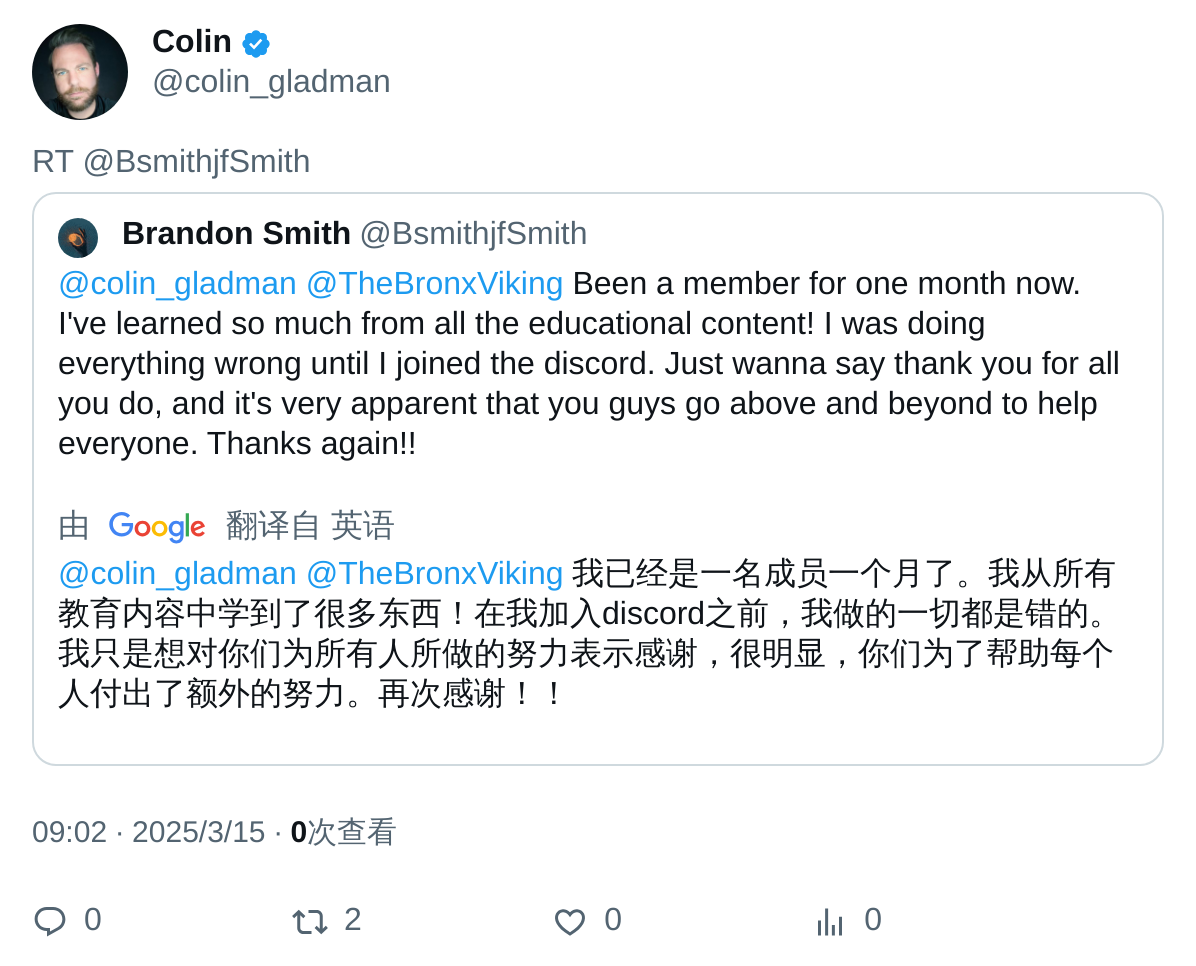 Colin
@colin_gladman
RT @BsmithjfSmith
Brandon Smith @BsmithjfSmith
@colin_gladman @TheBronxViking Been a member for one month now.
I've learned so much from all the educational content! I was doing
everything wrong until I joined the discord. Just wanna say thank you for all
you do, and it's very apparent that you guys go above and beyond to help
everyone. Thanks again!!
由 Google 翻译自 英语
@colin_gladman @TheBronxViking 我已经是一名成员一个月了。我从所有
教育内容中学到了很多东西！在我加入discord之前，我做的一切都是错的。
我只是想对你们为所有人所做的努力表示感谢，很明显，你们为了帮助每个
人付出了额外的努力。再次感谢！！
09:02 · 2025/3/15 · 0次查看
0 2 0 0